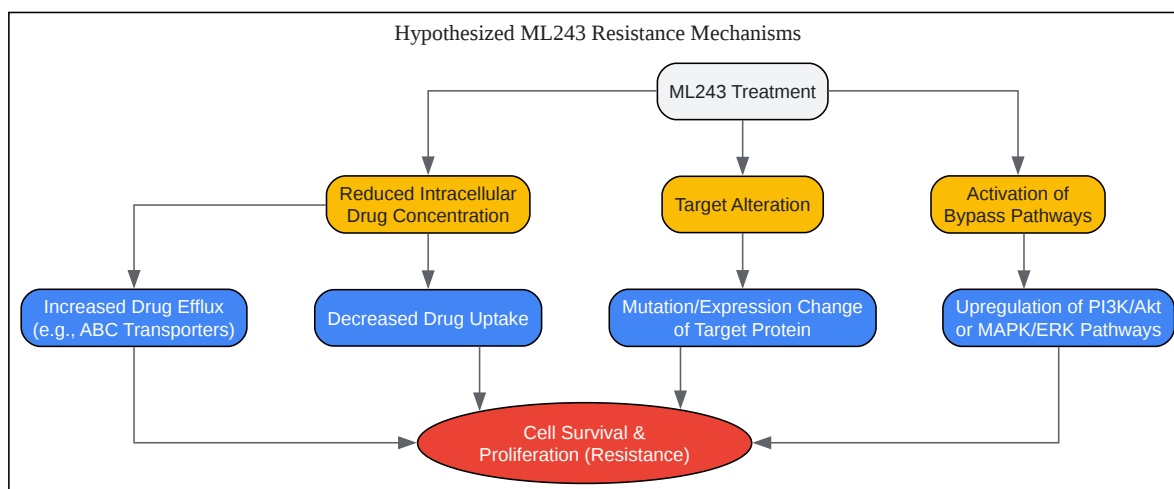 Hypothesized ML243 Resistance Mechanisms
ML243 Treatment
Reduced Intracellular
Drug Concentration
Target Alteration
Activation of
Bypass Pathways
Increased Drug Efflux
(e.g., ABC Transporters)
Decreased Drug Uptake
Mutation/Expression Change
of Target Protein
Upregulation of PI3K/Akt
or MAPK/ERK Pathways
Cell Survival &
Proliferation (Resistance)